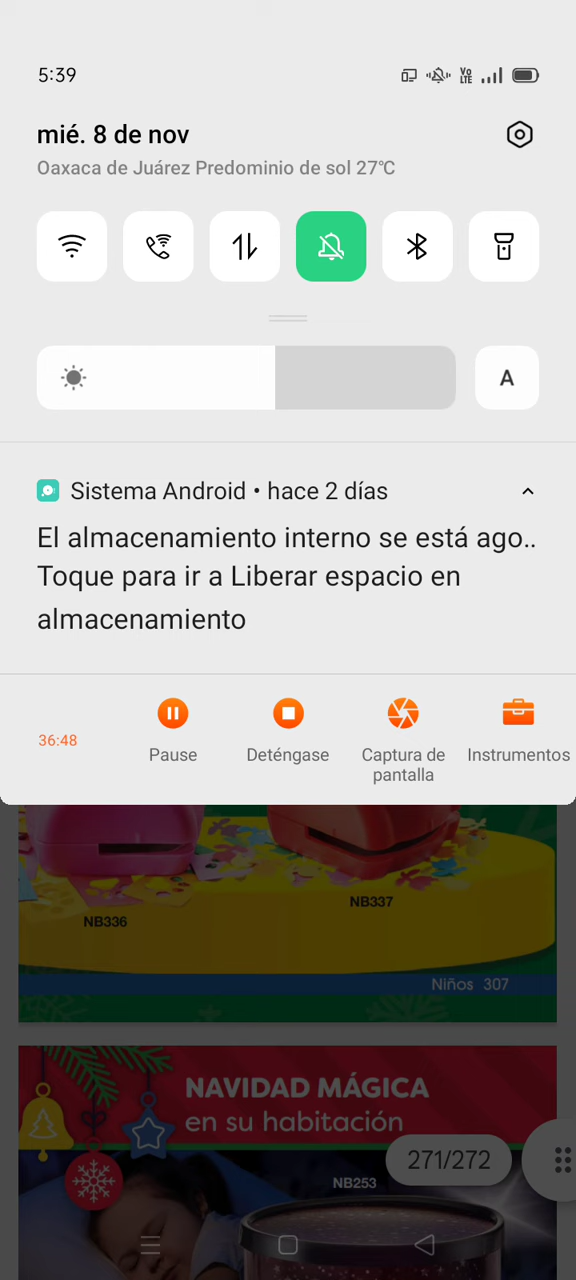 5:39
VO
LTE
mié. 8 de nov
Oaxaca de Juárez Predominio de sol 27°C
A
Sistema Android • hace 2 días
El almacenamiento interno se está ago..
Toque para ir a Liberar espacio en
almacenamiento
36:48
Pause
Deténgase
Captura de
pantalla
Instrumentos
NB337
NB336
Niños 307
NAVIDAD MÁGICA
en su habitación
271/272
NB253